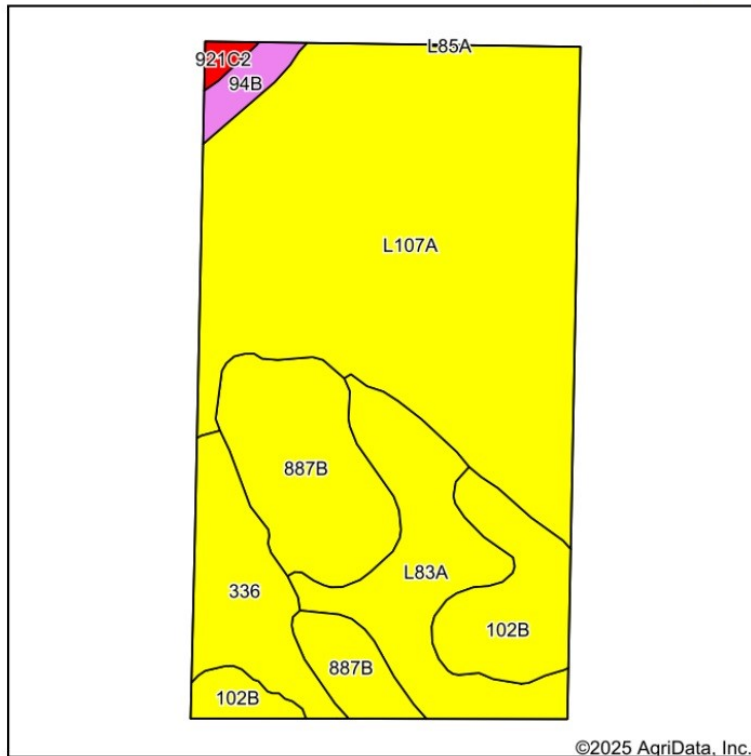 L85A
921C2
94B
L107A
887B
L83A
336
102B
887B
102B
©2025 AgriData, Inc.